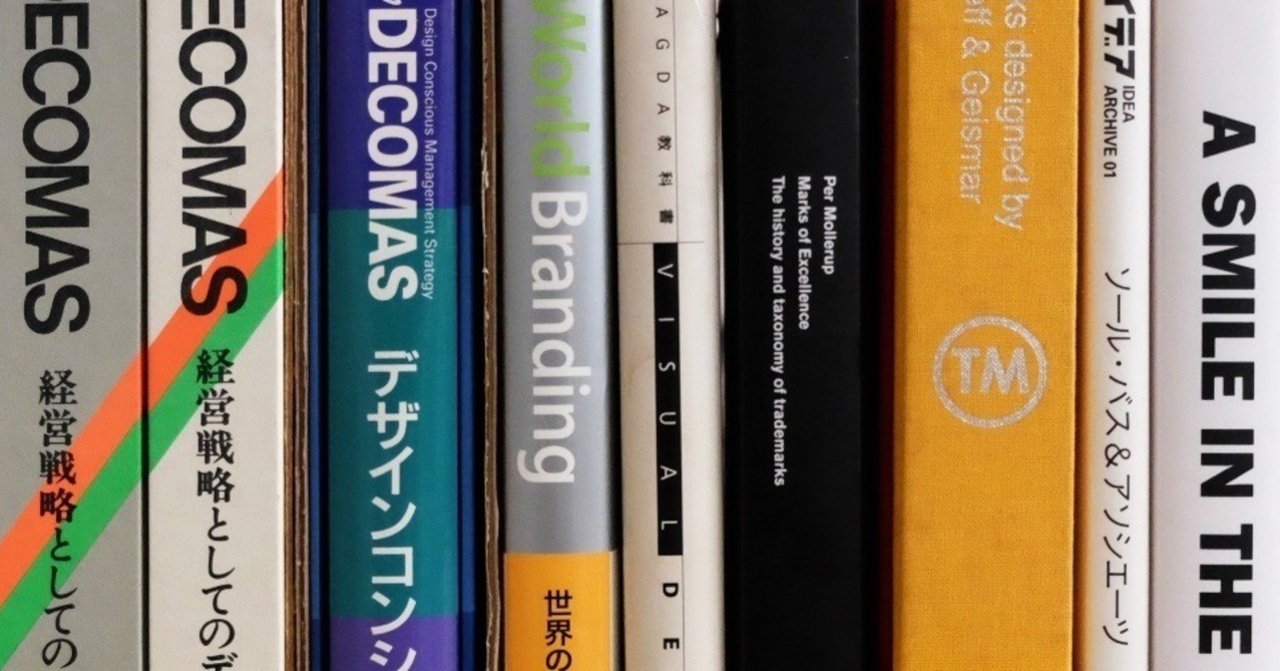 DECOMAS 経営戦略としての
DECOMAS 経営戦略としてのデ
DECOMAS デザインコンシ
Design Conscious Management Strategy
World Branding
世界の
AGDA教科書
VISUAL DE
Per Mollerup
Marks of Excellence
The history and taxonomy of trademarks
ks designed by
eff & Geismar
TM
イデア IDEA
ARCHIVE 01
ソール・バス&アソシエーツ
A SMILE IN THE